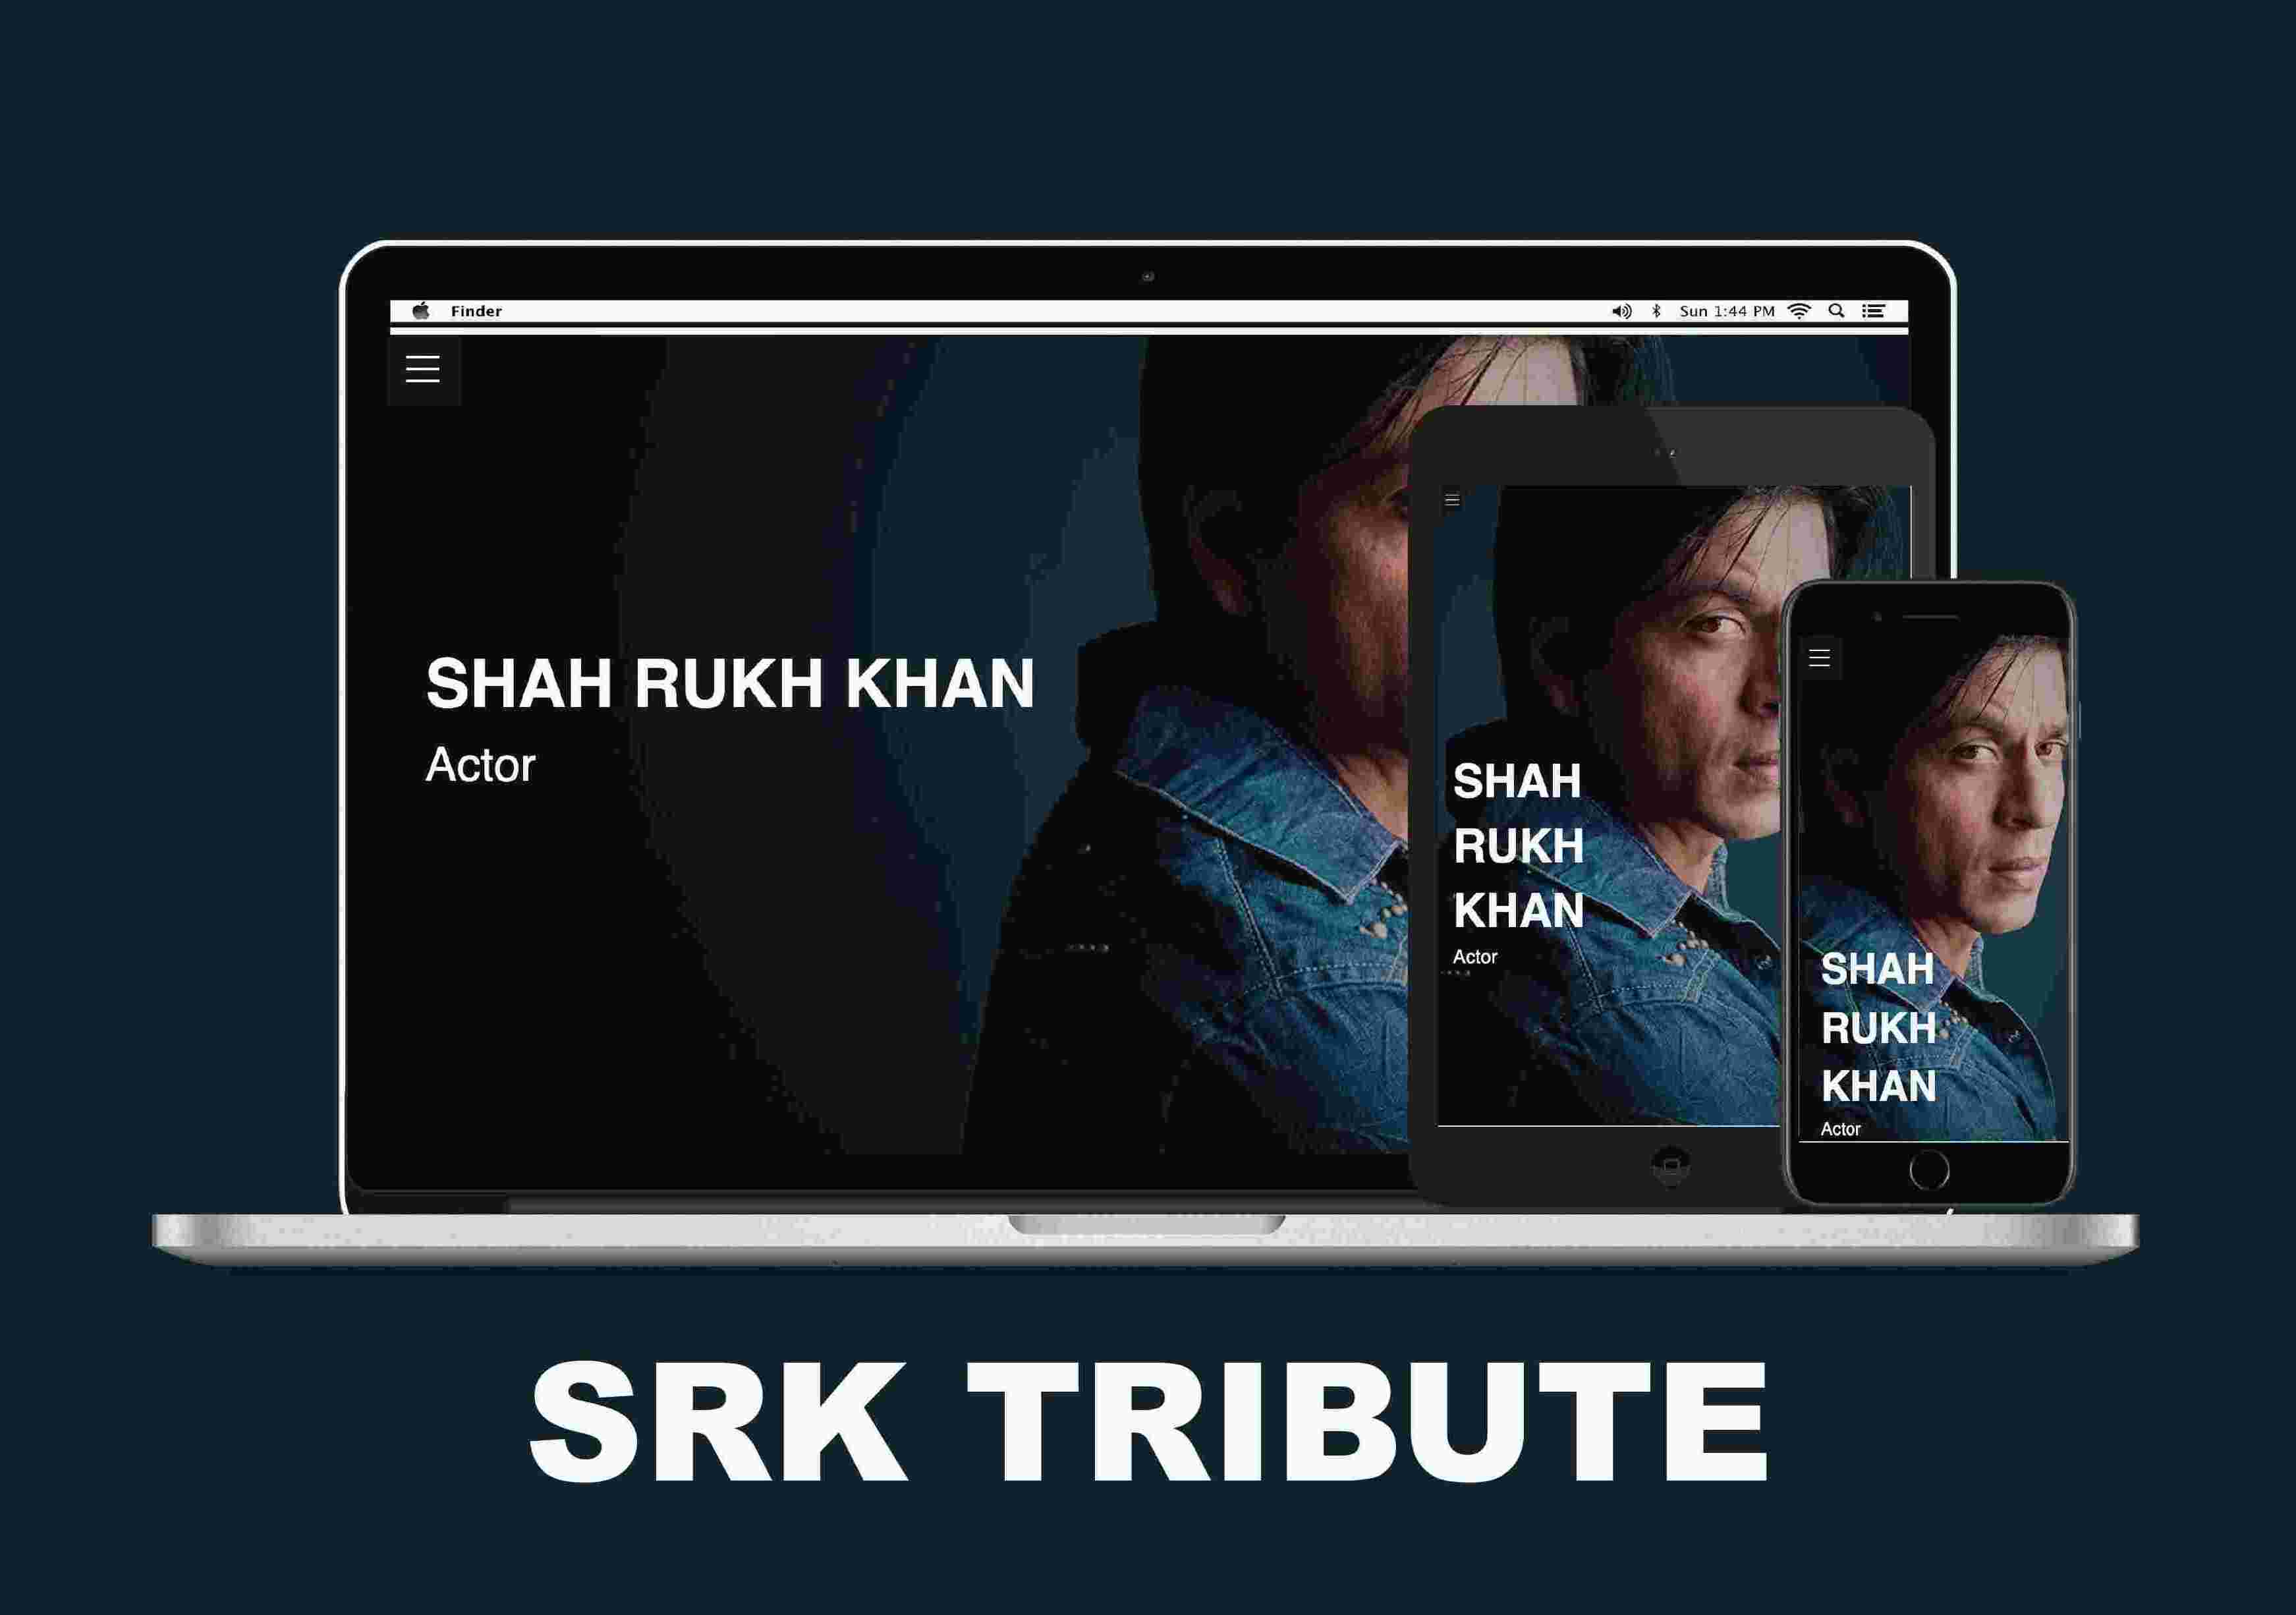 Finder
Sun 1:44 PM
SHAH RUKH KHAN
Actor
SHAH
RUKH
KHAN
Actor
SHAH
RUKH
KHAN
Actor
SRK TRIBUTE